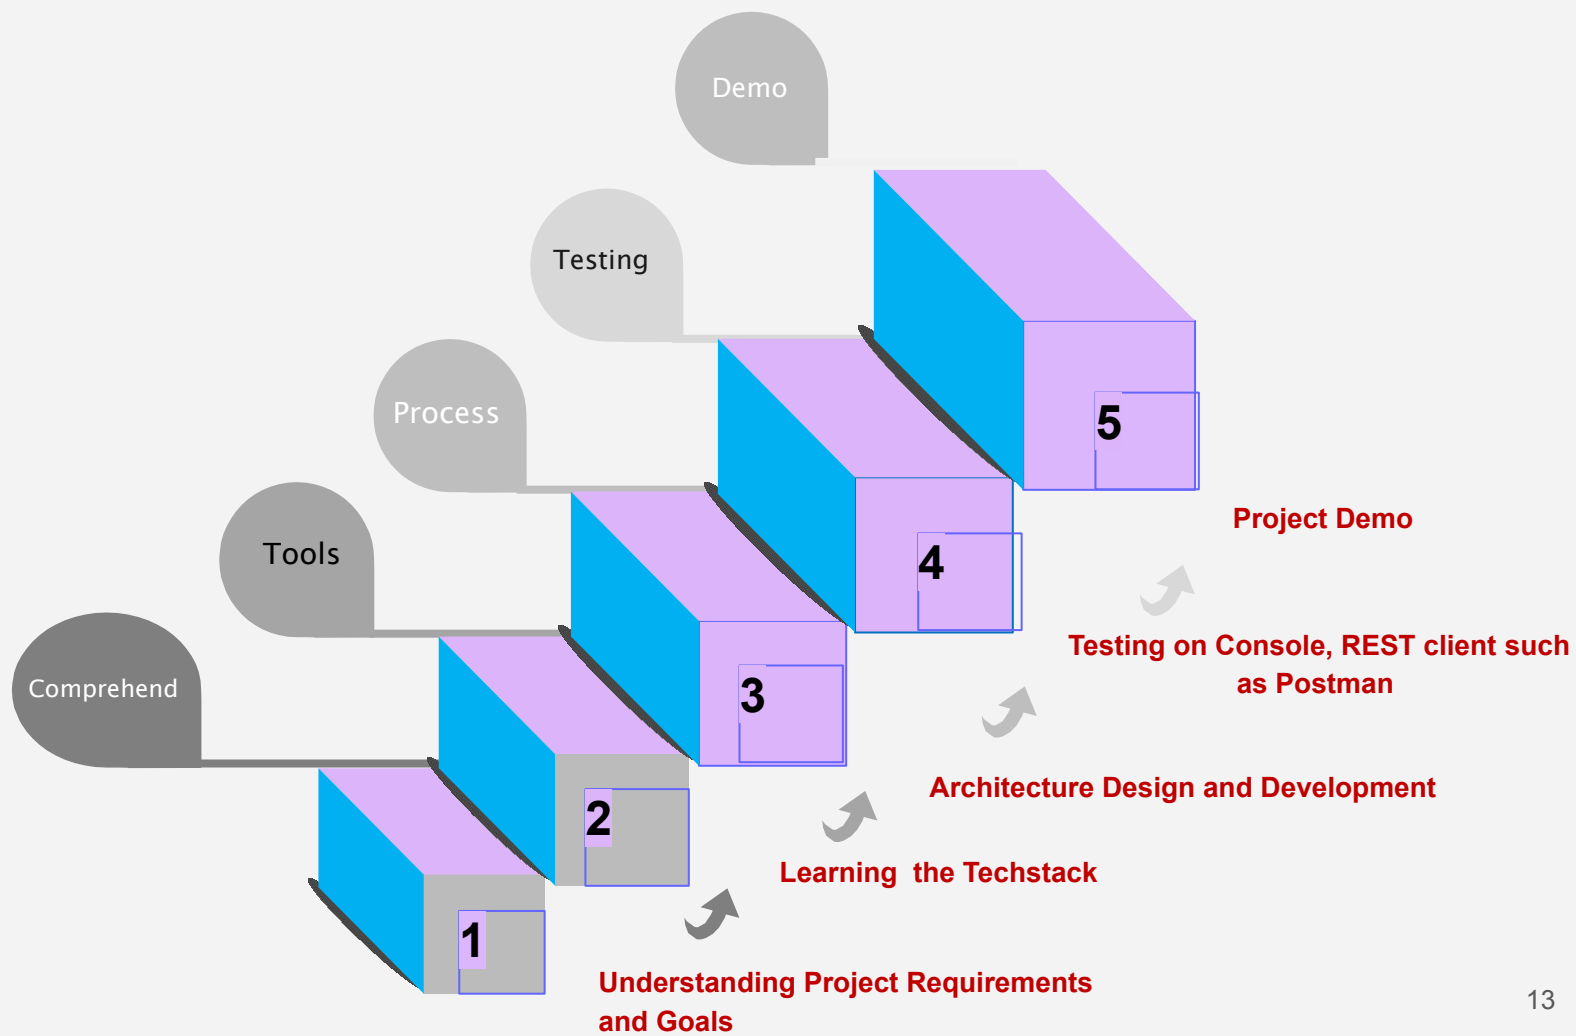 Demo
Testing
5
Process
Project Demo
4
Tools
Testing on Console, REST client such
as Postman
3
Comprehend
Architecture Design and Development
2
Learning  the Techstack
1
Understanding Project Requirements
and Goals
13